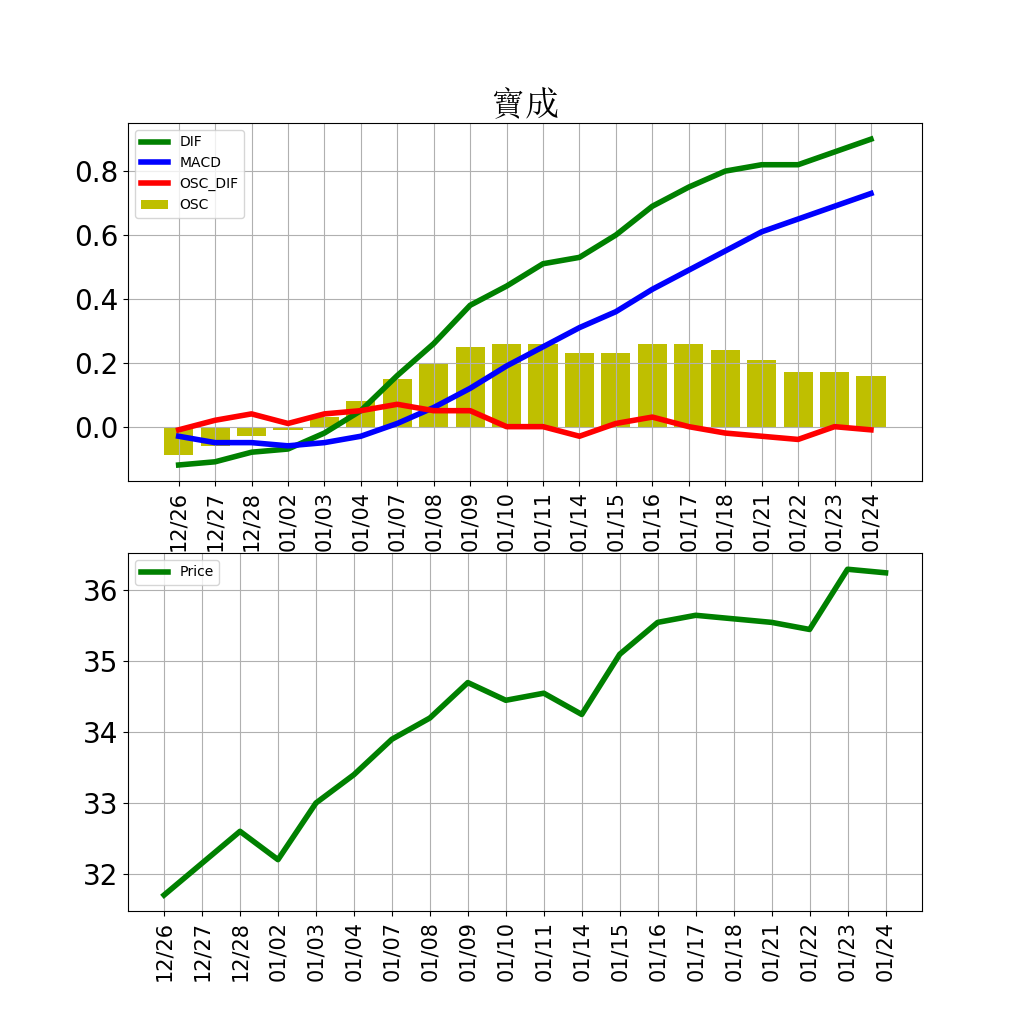 寶成
DIF
MACD
OSC_DIF
OSC
0.8
0.6
0.4
0.2
0.0
12/26 12/27 12/28 01/02 01/03 01/04 01/07 01/08 01/09 01/10 01/11 01/14 01/15 01/16 01/17 01/18 01/21 01/22 01/23 01/24
Price
36
35
34
33
32
12/26 12/27 12/28 01/02 01/03 01/04 01/07 01/08 01/09 01/10 01/11 01/14 01/15 01/16 01/17 01/18 01/21 01/22 01/23 01/24